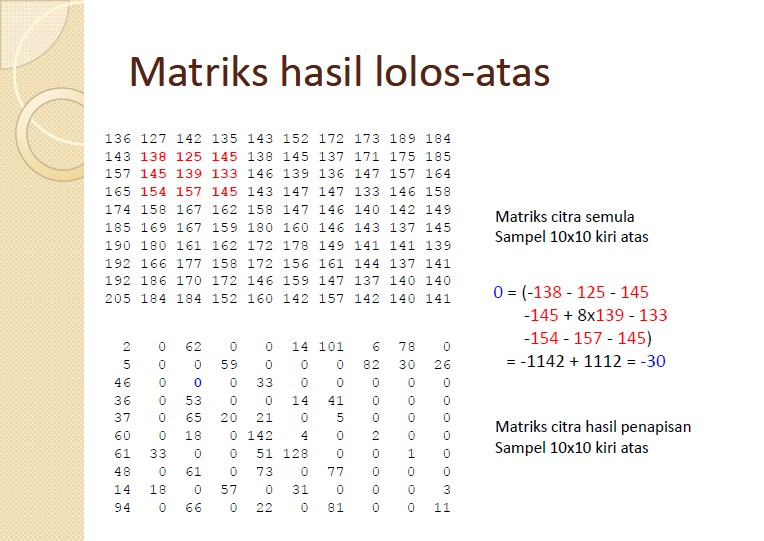 Matriks hasil lolos-atas
136 127 142 135 143 152 172 173 189 184
143 138 125 145 138 145 137 171 175 185
157 145 139 133 146 139 136 147 157 164
165 154 157 145 143 147 147 133 146 158
174 158 167 162 158 147 146 140 142 149
185 169 167 159 180 160 146 143 137 145
190 180 161 162 172 178 149 141 141 139
192 166 177 158 172 156 161 144 137 141
192 186 170 172 146 159 147 137 140 140
205 184 184 152 160 142 157 142 140 141
Matriks citra semula
Sampel 10x10 kiri atas
0 = (-138 - 125 - 145
-145 + 8x139 - 133
-154 - 157 - 145)
= -1142 + 1112 = -30
2 0 62 0 0 14 101 6 78 0
5 0 0 59 0 0 0 82 30 26
46 0 0 0 33 0 0 0 0 0
36 0 53 0 0 14 41 0 0 0
37 0 65 20 21 0 5 0 0 0
60 0 18 0 142 4 0 2 0 0
61 33 0 0 51 128 0 0 1 0
48 0 61 0 73 0 77 0 0 0
14 18 0 57 0 31 0 0 0 3
94 0 66 0 22 0 81 0 0 11
Matriks citra hasil penapisan
Sampel 10x10 kiri atas